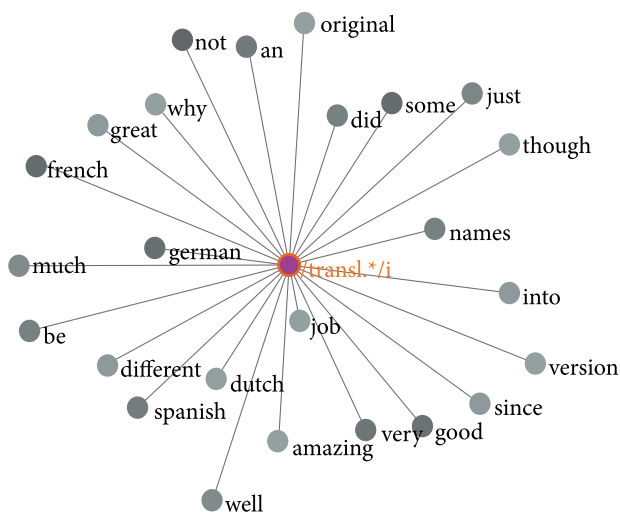 original
not
an
just
some
why
did
great
though
french
names
german
much
/transl.*/i
into
job
be
version
different
dutch
since
spanish
very
good
amazing
well